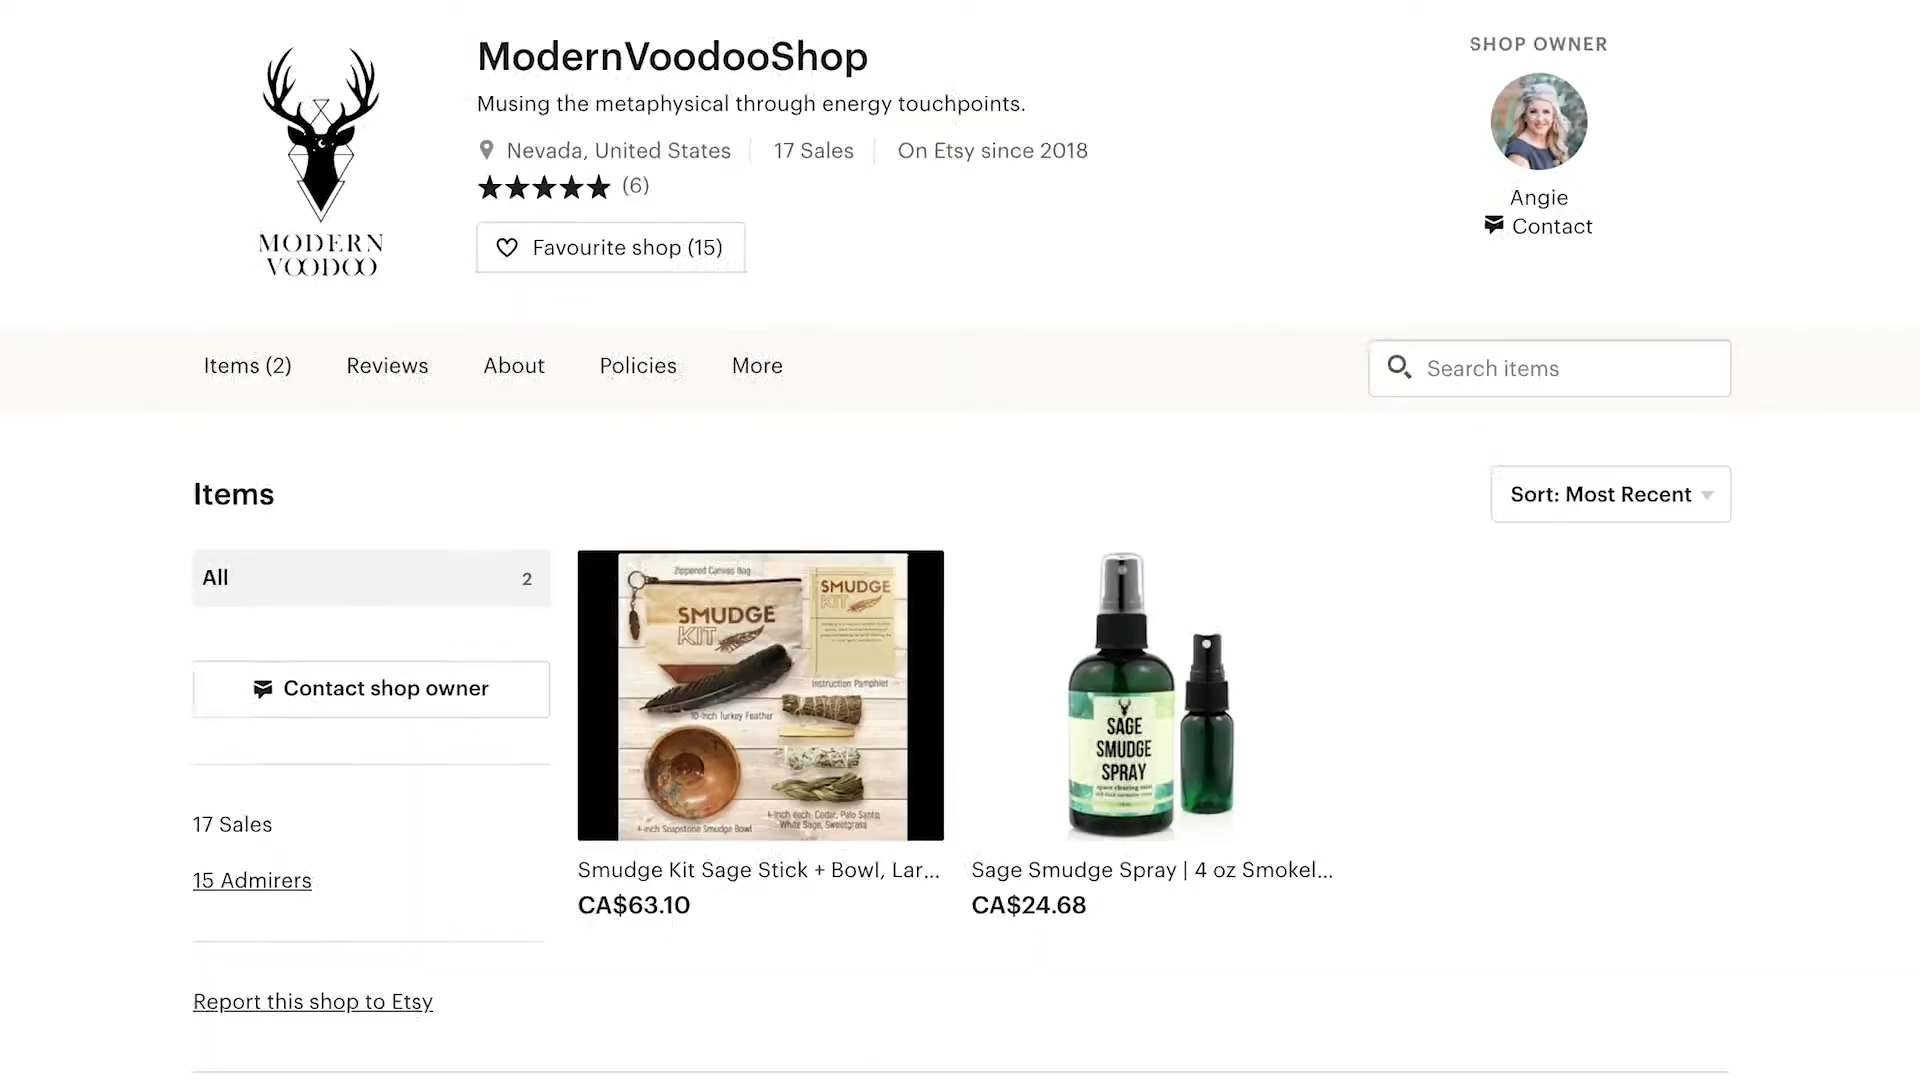 ModernVoodooShop
Musing the metaphysical through energy touchpoints.
Nevada, United States
17 Sales
On Etsy since 2018
(6)
Favourite shop (15)
MODERN
VOODOO
SHOP OWNER
Angie
Contact
Items (2)
Reviews
About
Policies
More
Search items
Items
Sort: Most Recent
All
2
Contact shop owner
17 Sales
15 Admirers
Report this shop to Etsy
Zippered Canvas Bag
SMUDGE
KIT
SMUDGE
KIT
Instruction Pamphlet
10-inch Turkey Feather
4-inch Soapstone Smudge Bowl
4-inch each: Cedar, Palo Santo,
White Sage, Sweetgrass
Smudge Kit Sage Stick + Bowl, Lar...
CA$63.10
SAGE
SMUDGE
SPRAY
space clearing mist
Sage Smudge Spray | 4 oz Smokel...
CA$24.68